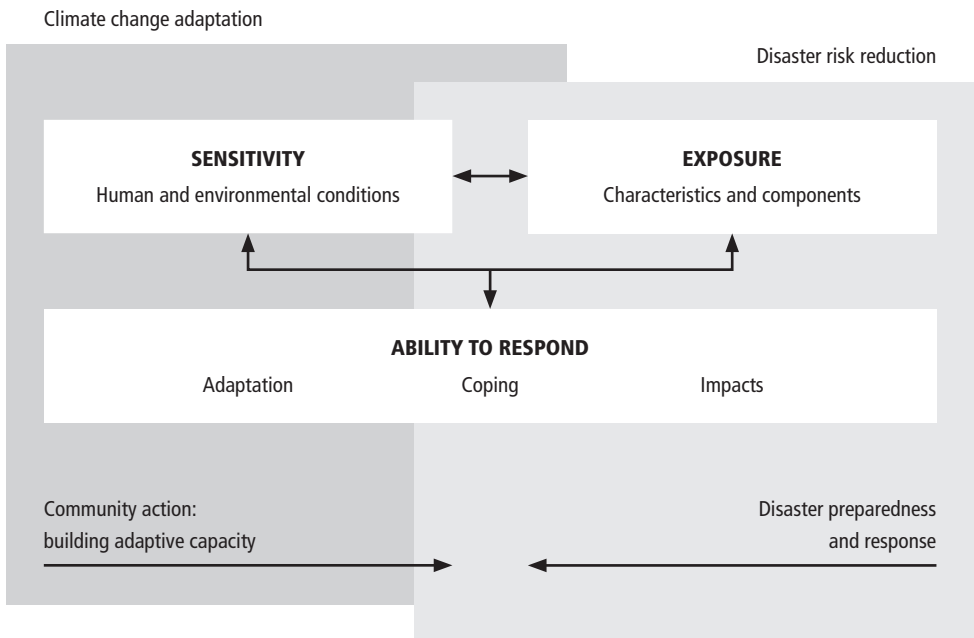 Climate change adaptation
Disaster risk reduction
SENSITIVITY
Human and environmental conditions
EXPOSURE
Characteristics and components
ABILITY TO RESPOND
Adaptation Coping Impacts
Community action:
building adaptive capacity
Disaster preparedness
and response